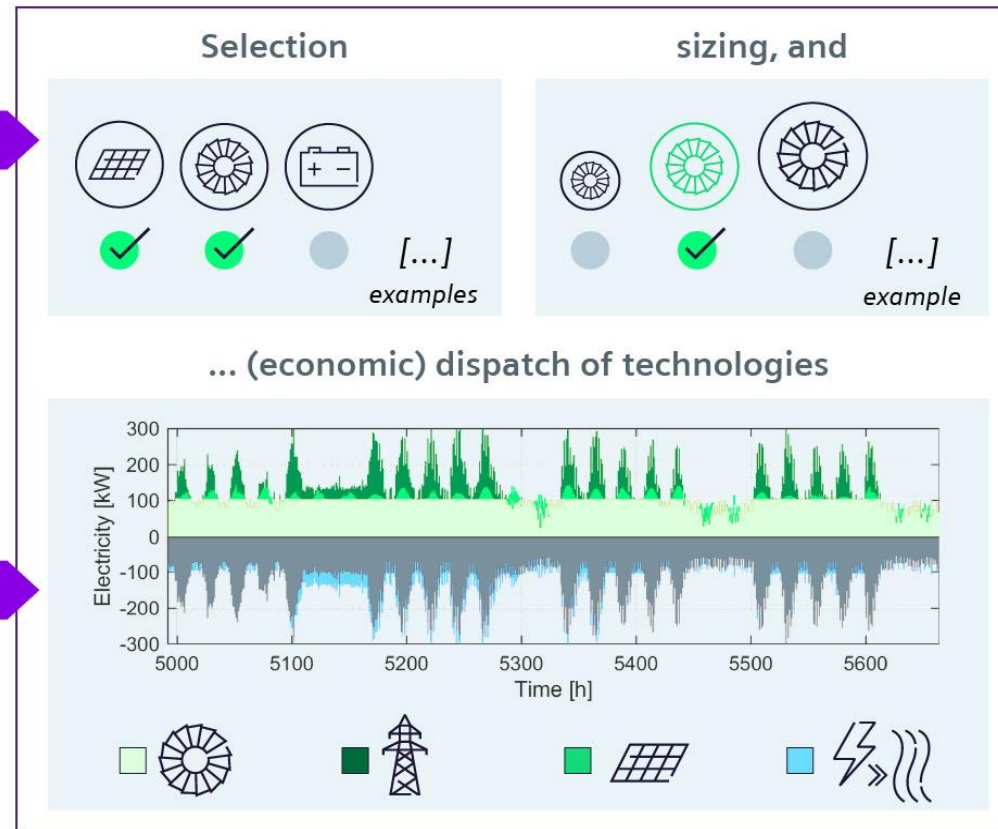 Selection
sizing, and
[...]
examples
[...]
example
... (economic) dispatch of technologies
Electricity [kW]
300
200
100
0
-100
-200
-300
5000 5100 5200 5300 5400 5500 5600
Time [h]